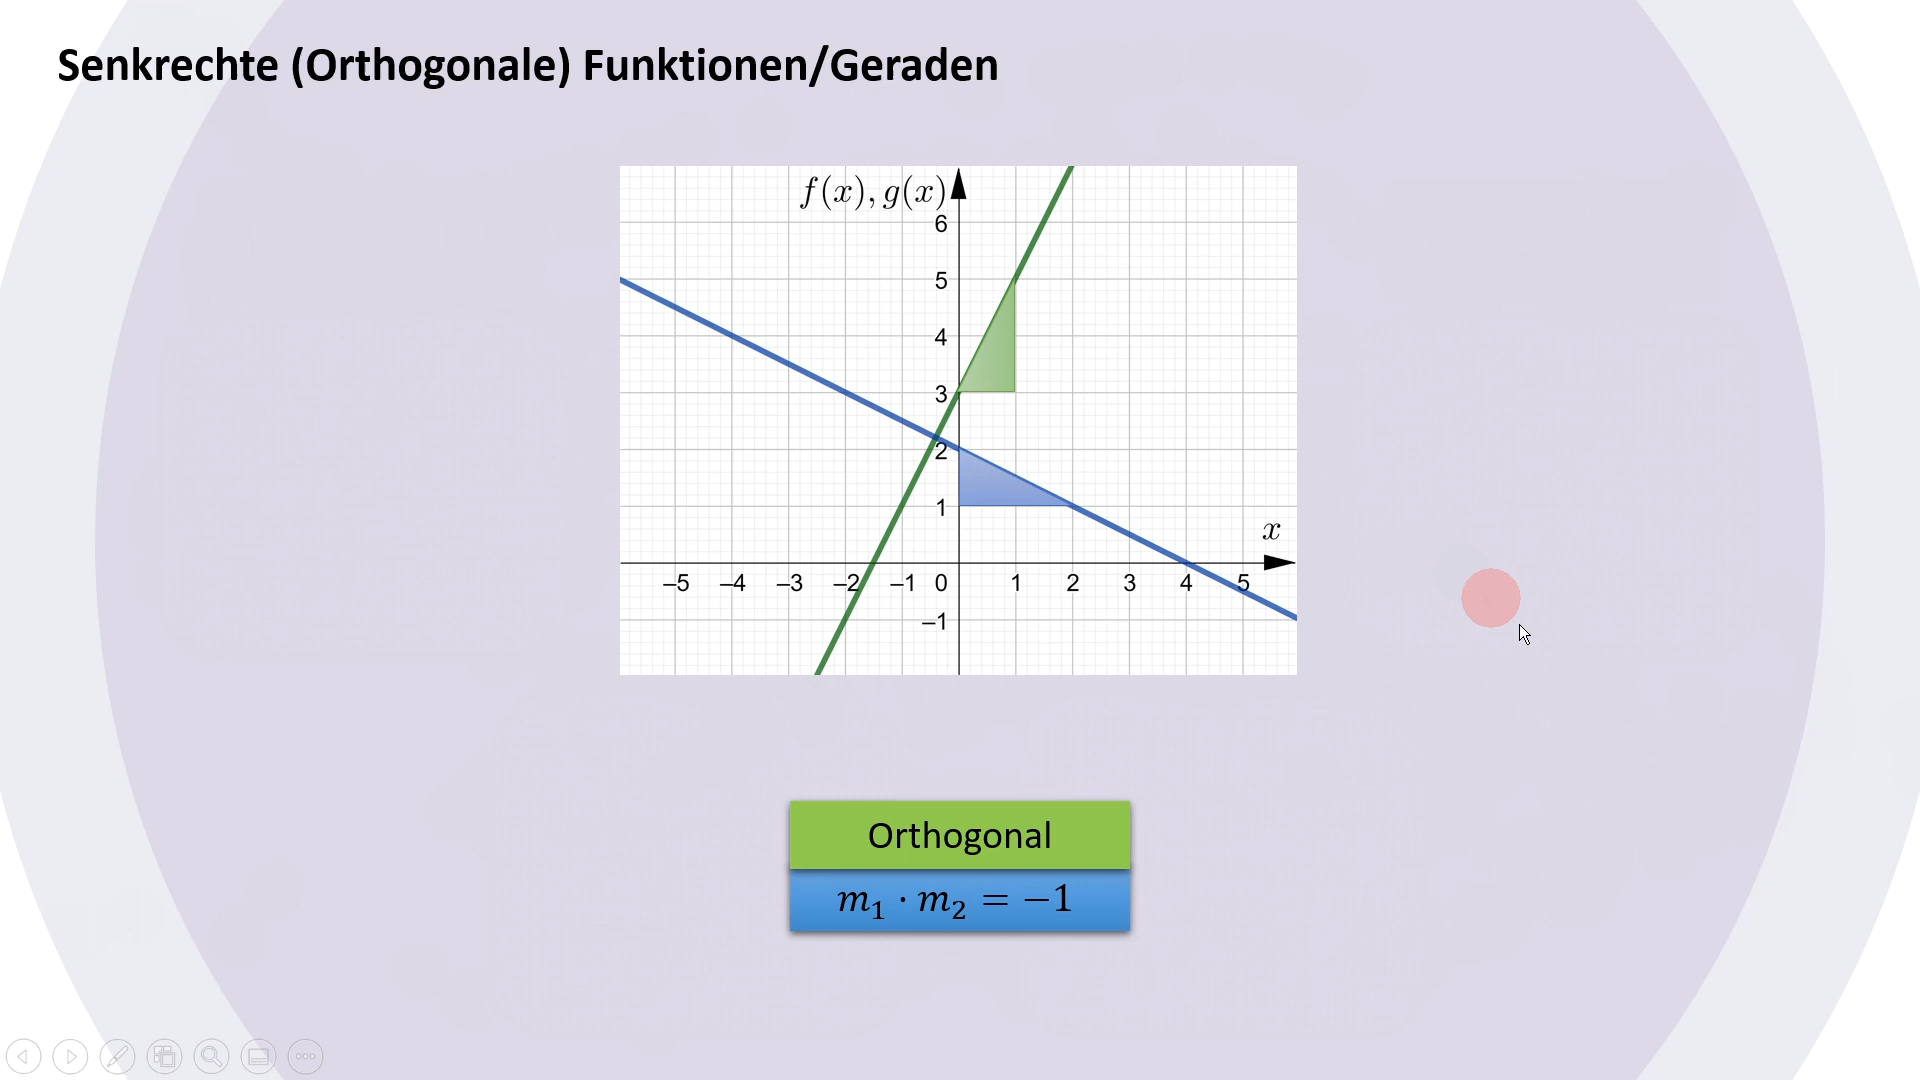 Senkrechte (Orthogonale) Funktionen/Geraden
f(x), g(x)
6
5
4
3
2
1
x
–5 –4 –3 –2 –1 0 1 2 3 4 5
–1
Orthogonal
m₁ · m₂ = −1